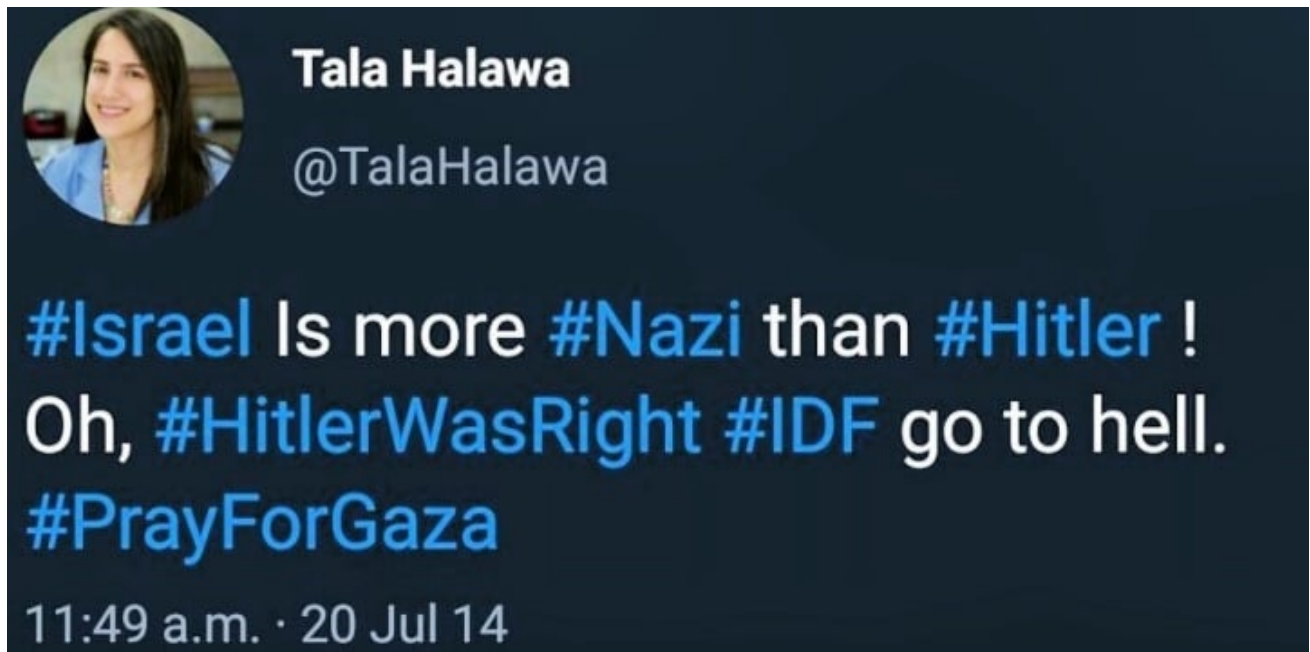 Tala Halawa
@TalaHalawa
#Israel Is more #Nazi than #Hitler !
Oh, #HitlerWasRight #IDF go to hell.
#PrayForGaza
11:49 a.m. · 20 Jul 14